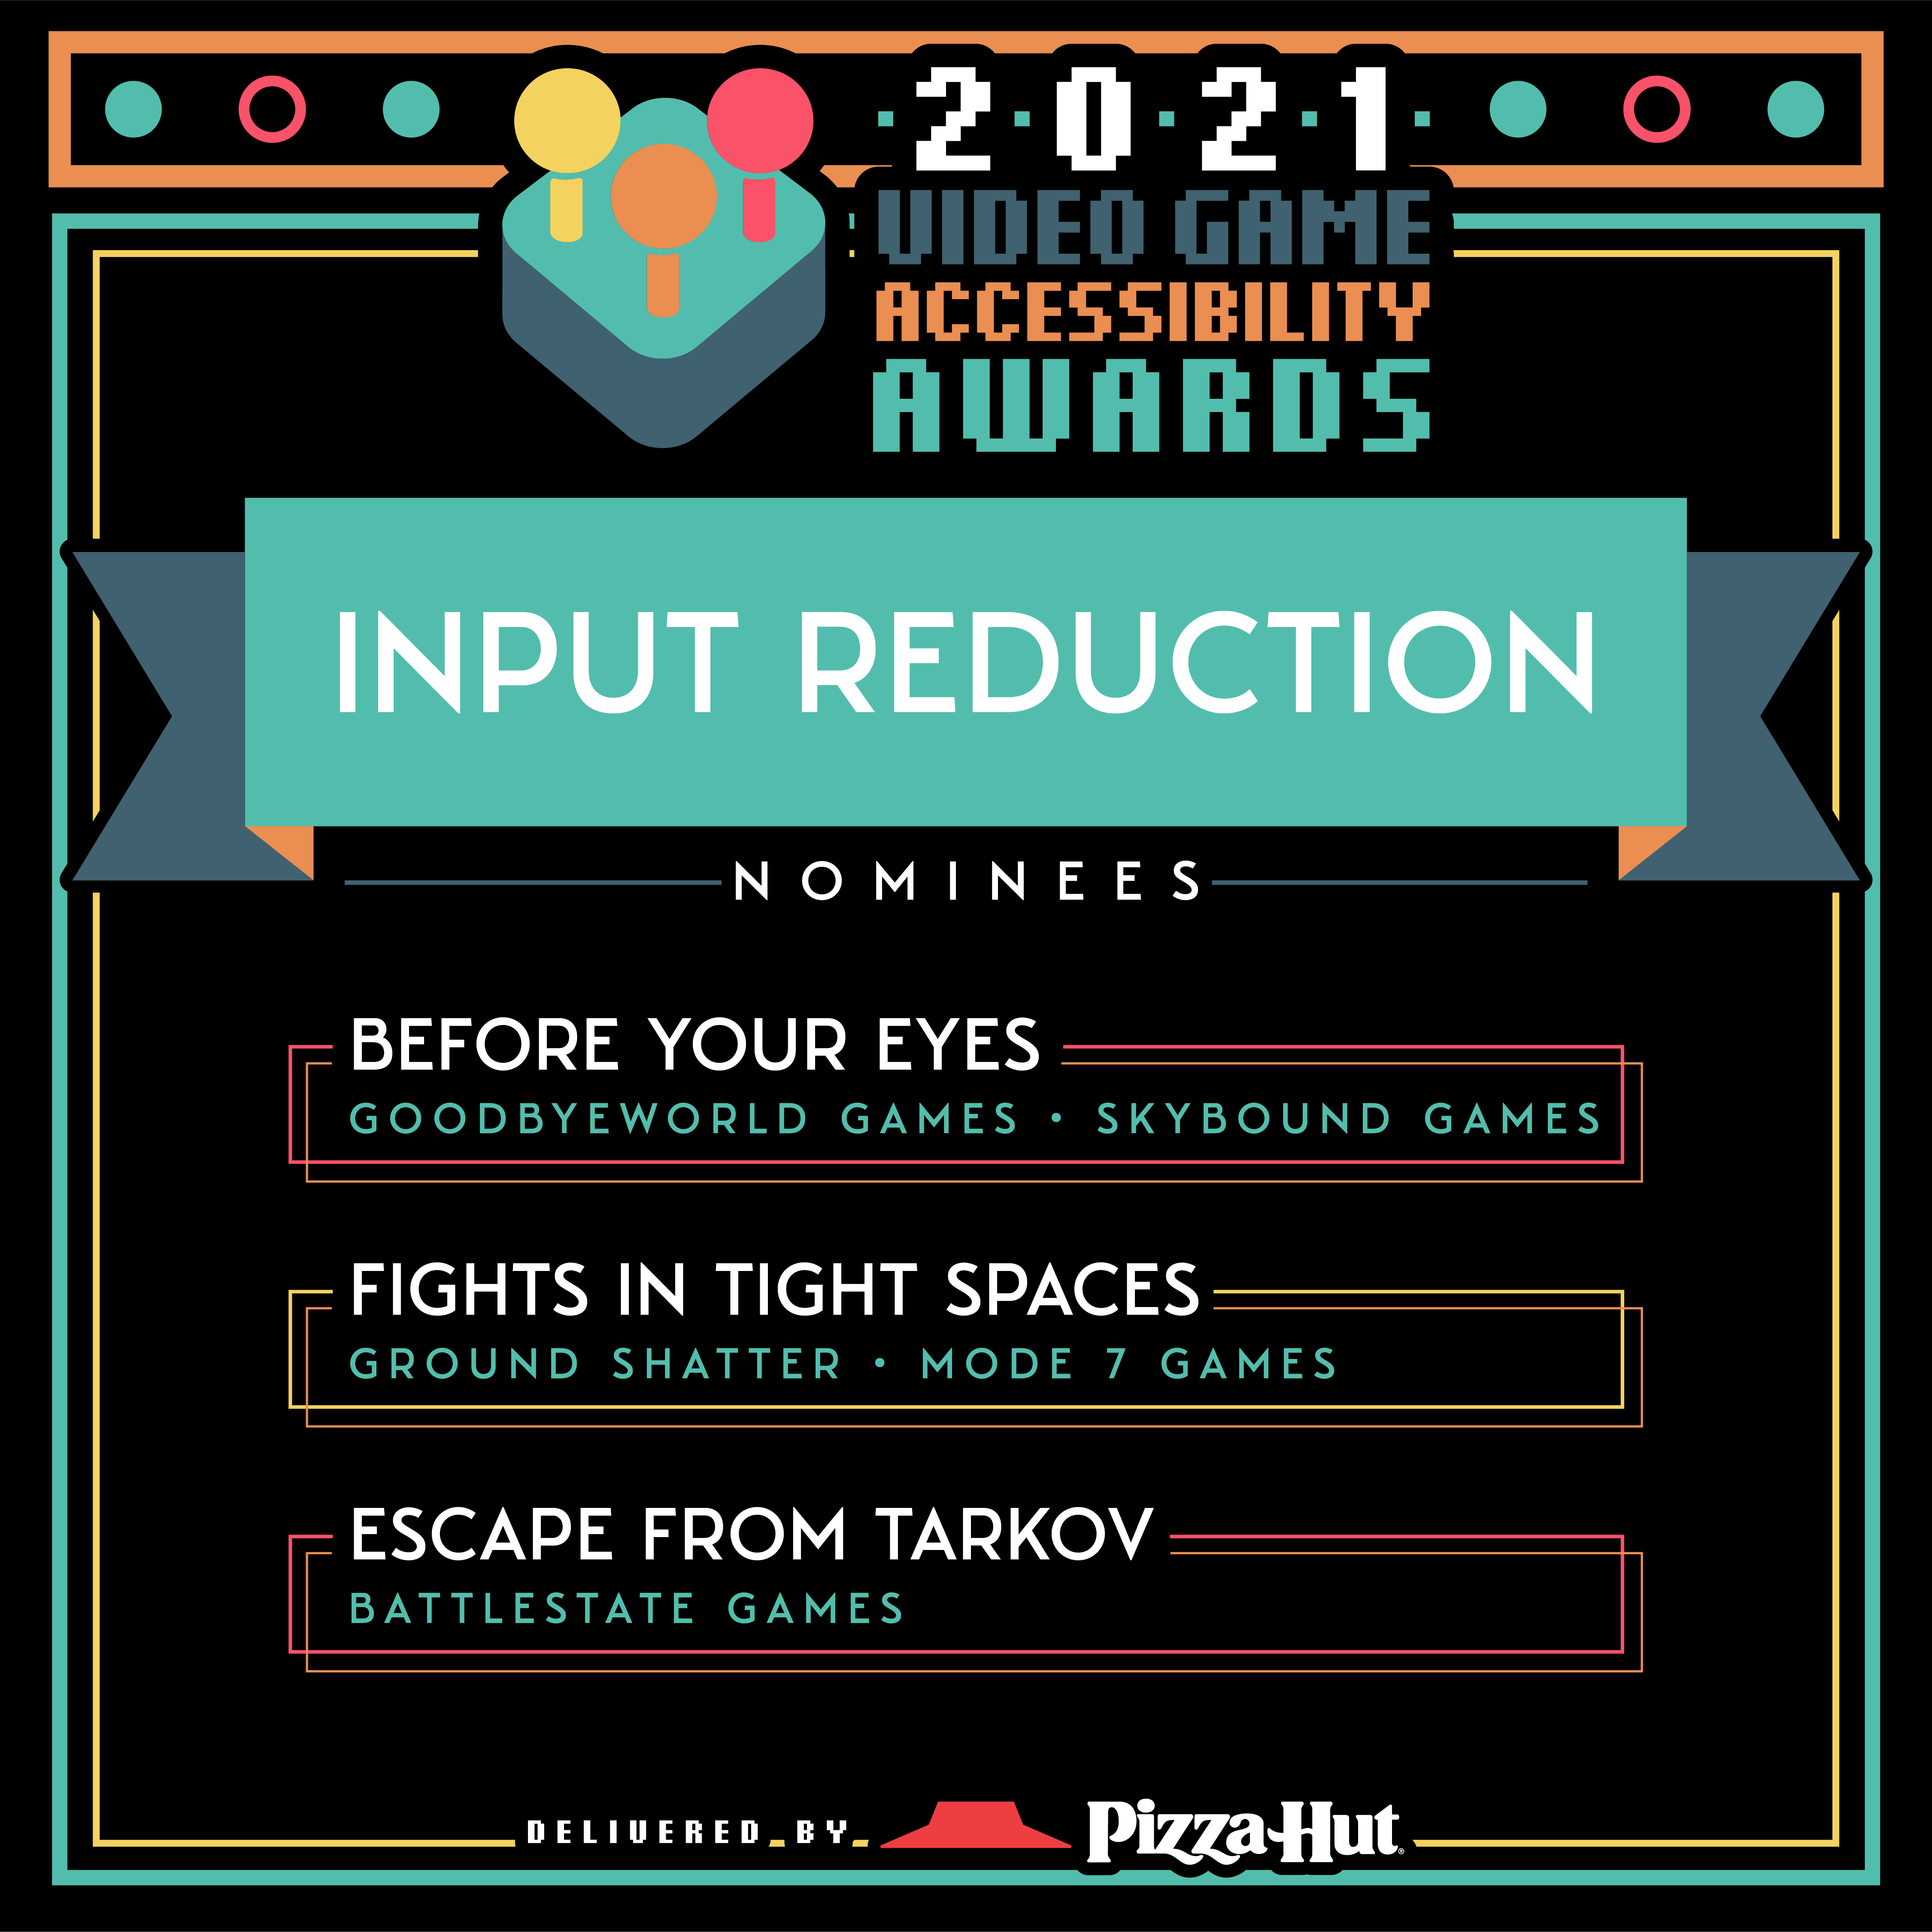 2·0·2·1
VIDEO GAME
ACCESSIBILITY
AWARDS
INPUT REDUCTION
NOMINEES
BEFORE YOUR EYES
GOODBYEWORLD GAMES • SKYBOUND GAMES
FIGHTS IN TIGHT SPACES
GROUND SHATTER • MODE 7 GAMES
ESCAPE FROM TARKOV
BATTLESTATE GAMES
DELIVERED BY Pizza Hut®